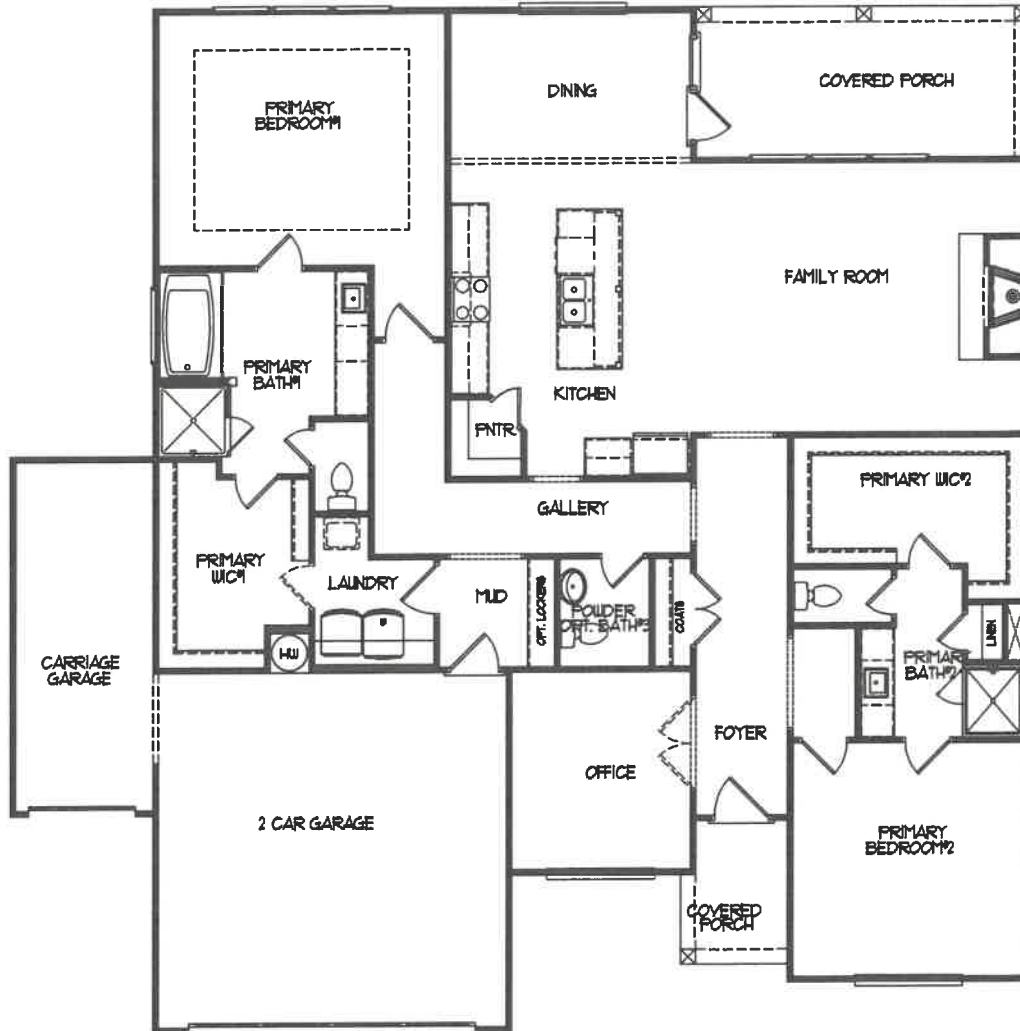 PRIMARY
BEDROOM#1
DINING
COVERED PORCH
FAMILY ROOM
PRIMARY
BATH#1
KITCHEN
PNTR.
PRIMARY WIC#2
GALLERY
PRIMARY
WIC#1
LAUNDRY
MUD
OPT. LOCKERS
POWDER
OPT. BATH#3
COATS
LINEN
HW
PRIMARY
BATH#2
CARRIAGE
GARAGE
FOYER
OFFICE
2 CAR GARAGE
PRIMARY
BEDROOM#2
COVERED
PORCH